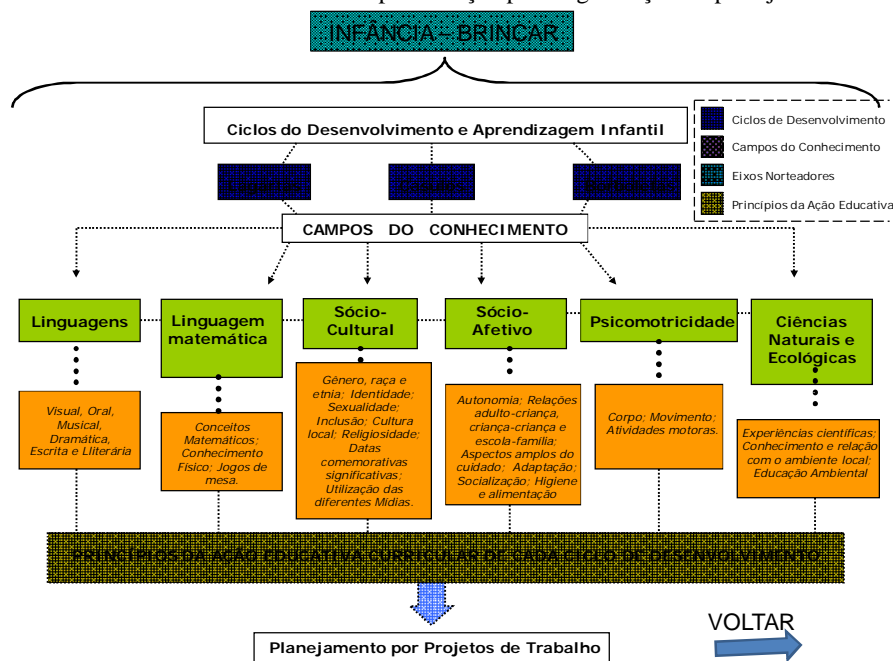 INFÂNCIA – BRINCAR
Ciclos do Desenvolvimento e Aprendizagem Infantil
Ciclos de Desenvolvimento
Campos do Conhecimento
Eixos Norteadores
Princípios da Ação Educativa
CAMPOS DO CONHECIMENTO
Linguagens
Linguagem
matemática
Sócio-
Cultural
Sócio-
Afetivo
Psicomotricidade
Ciências
Naturais e
Ecológicas
Visual, Oral,
Musical,
Dramática,
Escrita e Lliterária
Conceitos
Matemáticos;
Conhecimento
Físico; Jogos de
mesa.
Gênero, raça e
etnia; Identidade;
Sexualidade;
Inclusão; Cultura
local; Religiosidade;
Datas
comemorativas
significativas;
Utilização das
diferentes Mídias.
Autonomia; Relações
adulto-criança,
criança-criança e
escola-família;
Aspectos amplos do
cuidado; Adaptação;
Socialização; Higiene
e alimentação
Corpo; Movimento;
Atividades motoras.
Experiências científicas;
Conhecimento e relação
com o ambiente local;
Educação Ambiental
PRINCÍPIOS DA AÇÃO EDUCATIVA CURRICULAR DE CADA CICLO DE DESENVOLVIMENTO
Planejamento por Projetos de Trabalho
VOLTAR